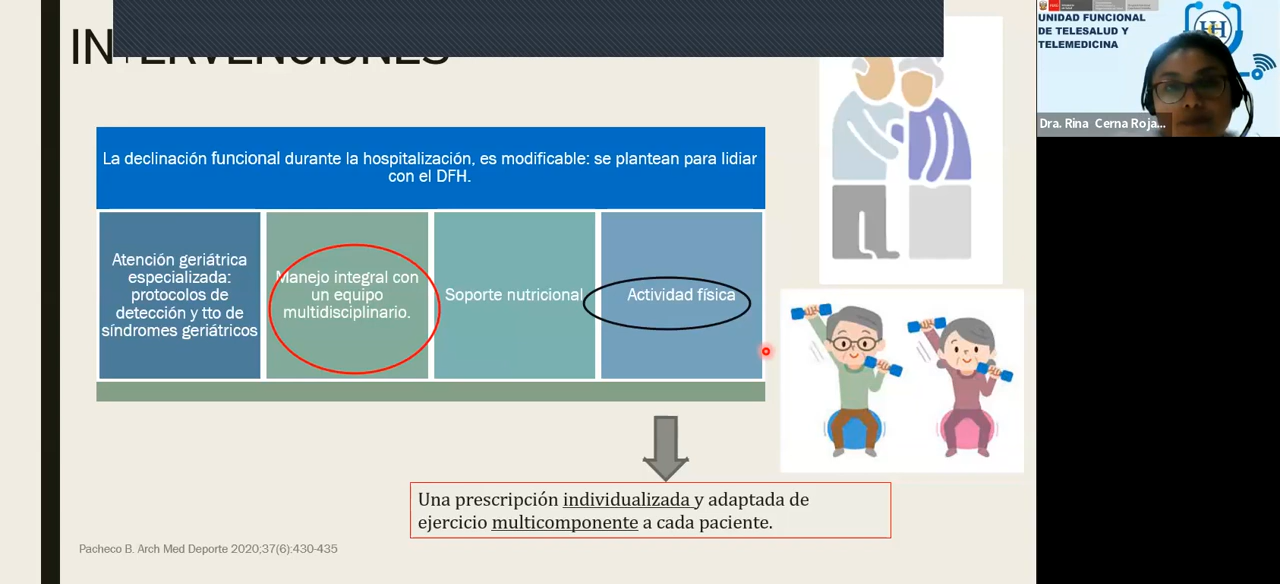 INTERVENCIONES
La declinación funcional durante la hospitalización, es modificable: se plantean para lidiar
con el DFH.
Atención geriátrica
especializada:
protocolos de
detección y tto de
síndromes geriátricos
Manejo integral con
un equipo
multidisciplinario.
Soporte nutricional
Actividad física
Una prescripción individualizada y adaptada de
ejercicio multicomponente a cada paciente.
Pacheco B. Arch Med Deporte 2020;37(6):430-435
UNIDAD FUNCIONAL
DE TELESALUD Y
TELEMEDICINA
Dra. Rina Cerna Roja...